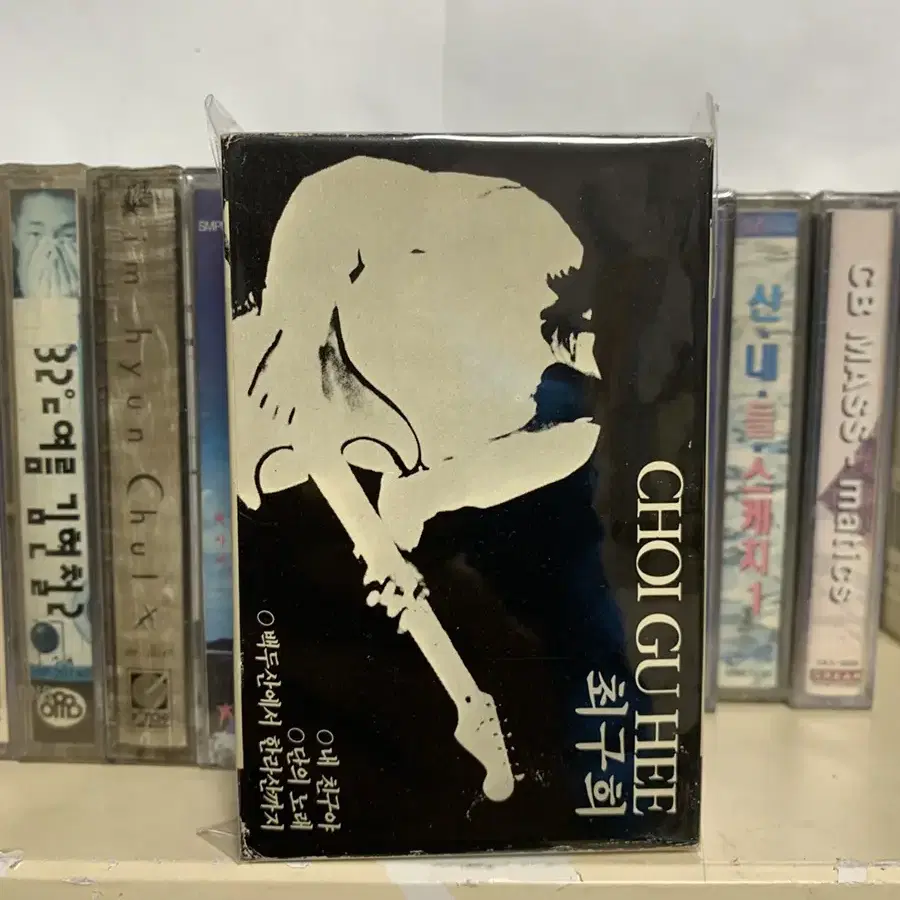 32℃ 여름 김현철
kim hyun Chul
SMP
CHOI GU HEE
최구희
○내 친구야
○단의 노래
○백두산에서 한라산까지
산·내·들·스케치1
CB MASS - matics
CREAM